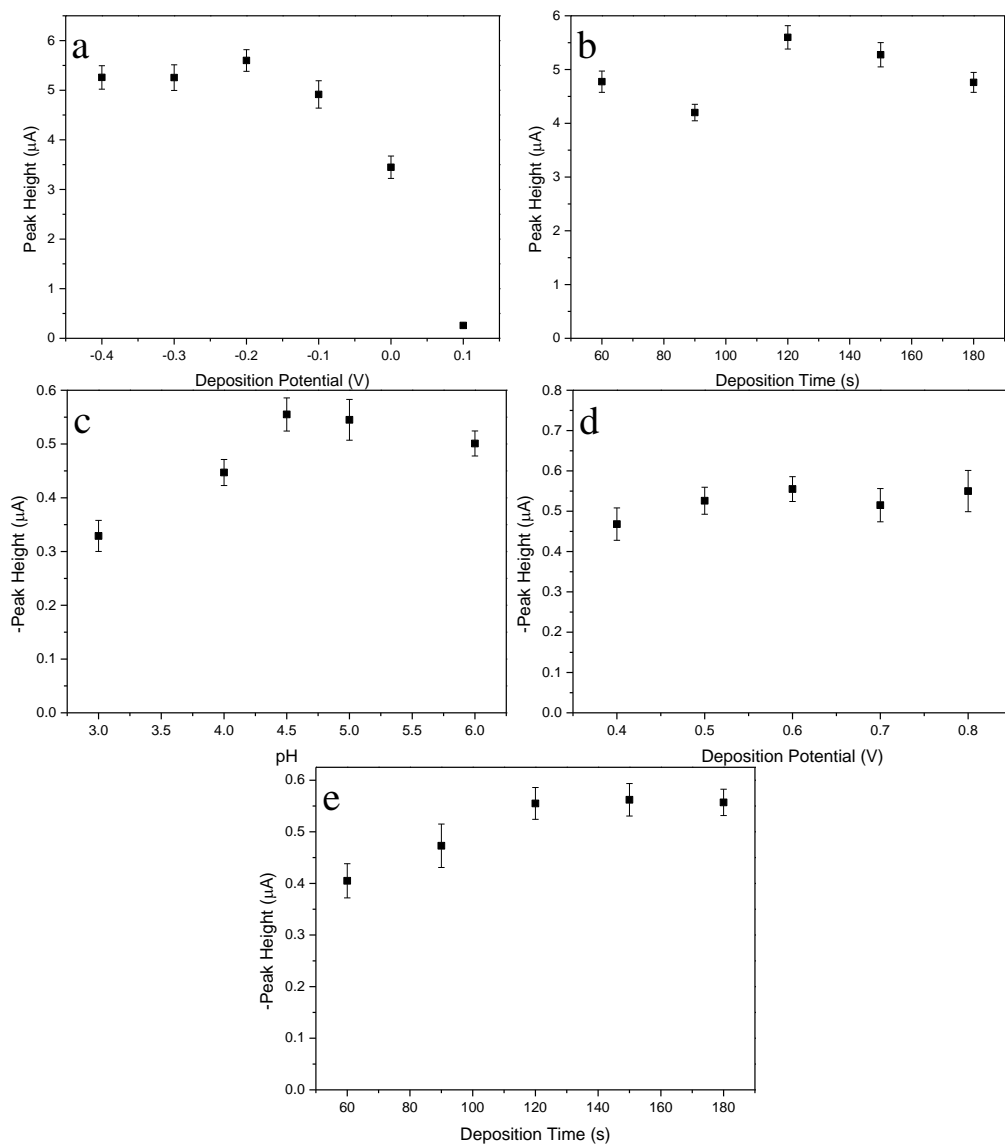 a
Peak Height (μA)
6
5
4
3
2
1
0
-0.4 -0.3 -0.2 -0.1 0.0 0.1
Deposition Potential (V)
b
Peak Height (μA)
6
5
4
3
2
1
0
60 80 100 120 140 160 180
Deposition Time (s)
c
-Peak Height (μA)
0.6
0.5
0.4
0.3
0.2
0.1
0.0
3.0 3.5 4.0 4.5 5.0 5.5 6.0
pH
d
-Peak Height (μA)
0.8
0.7
0.6
0.5
0.4
0.3
0.2
0.1
0.0
0.4 0.5 0.6 0.7 0.8
Deposition Potential (V)
e
-Peak Height (μA)
0.6
0.5
0.4
0.3
0.2
0.1
0.0
60 80 100 120 140 160 180
Deposition Time (s)